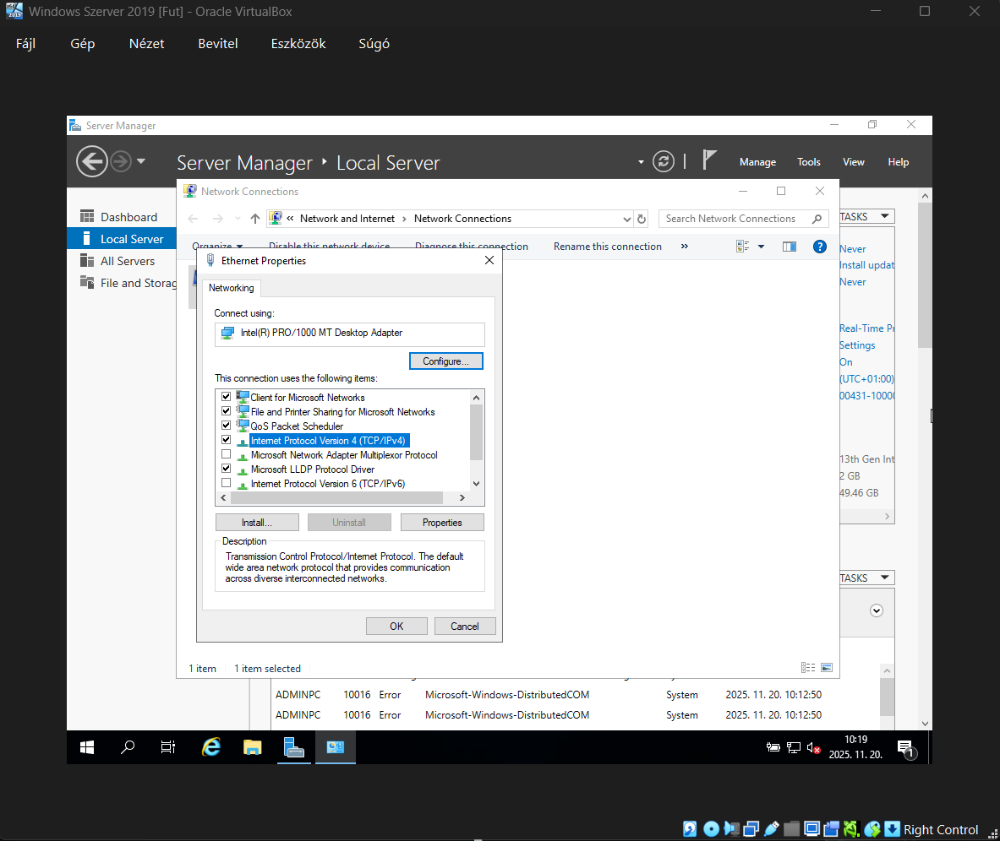 Windows Szerver 2019 [Fut] - Oracle VirtualBox
Fájl Gép Nézet Bevitel Eszközök Súgó
Server Manager
Server Manager Local Server Manage Tools View Help
Network Connections
Dashboard
Local Server
All Servers
File and Storag
« Network and Internet › Network Connections
Search Network Connections
Organize Disable this network device Diagnose this connection Rename this connection »
Ethernet Properties
Networking
Connect using:
Intel(R) PRO/1000 MT Desktop Adapter
Configure...
This connection uses the following items:
Client for Microsoft Networks
File and Printer Sharing for Microsoft Networks
QoS Packet Scheduler
Internet Protocol Version 4 (TCP/IPv4)
Microsoft Network Adapter Multiplexor Protocol
Microsoft LLDP Protocol Driver
Internet Protocol Version 6 (TCP/IPv6)
Install... Uninstall Properties
Description
Transmission Control Protocol/Internet Protocol. The default
wide area network protocol that provides communication
across diverse interconnected networks.
OK Cancel
TASKS
Never
Install updat
Never
Real-Time Pr
Settings
On
(UTC+01:00)
00431-1000
13th Gen Int
2 GB
49.46 GB
TASKS
1 item 1 item selected
ADMINPC 10016 Error Microsoft-Windows-DistributedCOM System 2025. 11. 20. 10:12:50
ADMINPC 10016 Error Microsoft-Windows-DistributedCOM System 2025. 11. 20. 10:12:50
10:19
2025. 11. 20.
1
Right Control